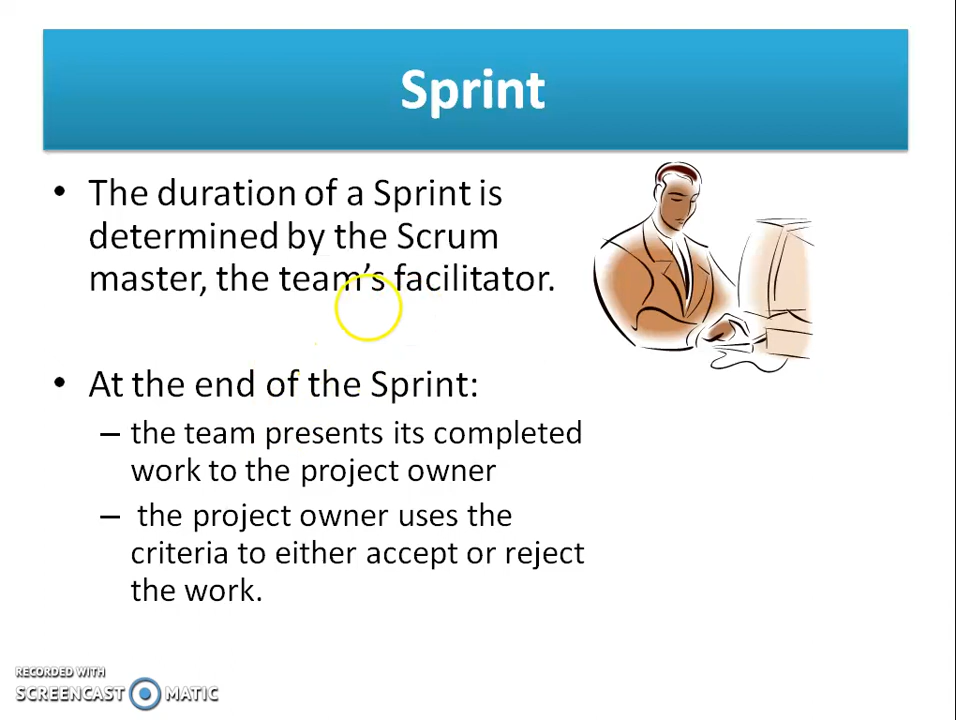 Sprint
• The duration of a Sprint is
determined by the Scrum
master, the team's facilitator.
• At the end of the Sprint:
– the team presents its completed
work to the project owner
– the project owner uses the
criteria to either accept or reject
the work.
RECORDED WITH
SCREENCAST MATIC